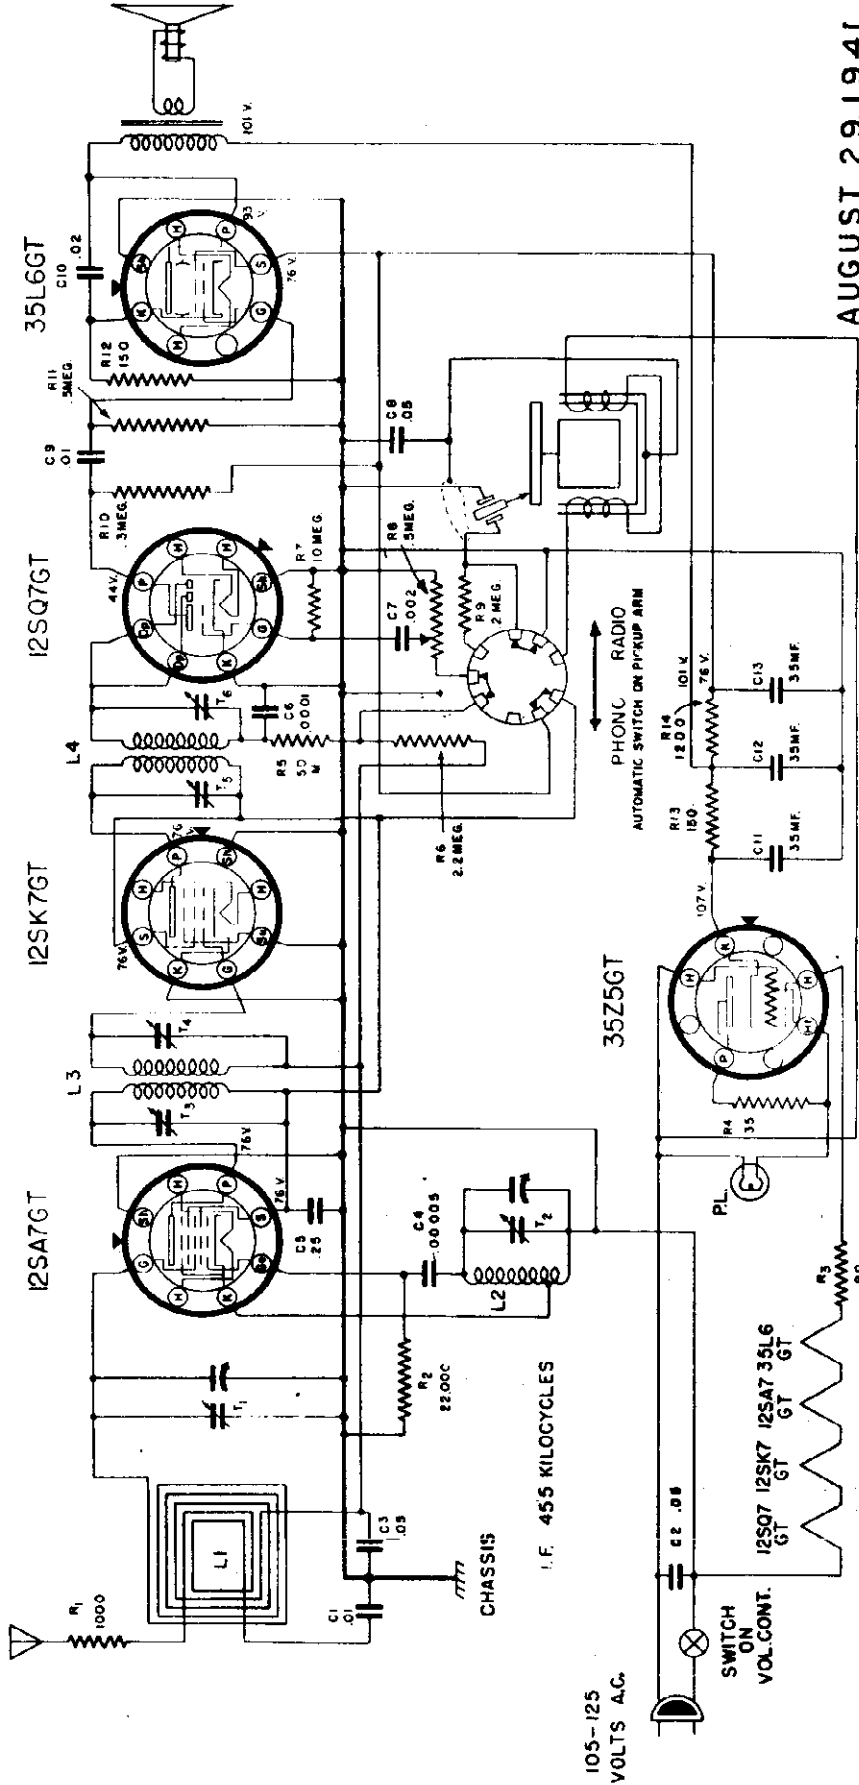 35L6GT
12SQ7GT
12SK7GT
12SA7GT
35Z5GT
L4
L3
L1
L2
C10 .02
R12
150
R11
.5MEG.
C9
.01
R10
.3MEG.
101 V.
93
V.
76 V.
44V.
76V.
76V.
76V.
R7
10 MEG.
C8
.05
C7
.002
R9
.2 MEG.
T6
T5
T4
T3
T2
T1
C6
.0001
R5
50
M
R6
2.2 MEG.
C5
.25
C4
.00005
R2
22,000
R1
1000
C1
.01
C3
.05
CHASSIS
I.F. 455 KILOCYCLES
PHONO RADIO
AUTOMATIC SWITCH ON PICKUP ARM
101 V.
76 V.
R14
1200
R13
150
107V.
C11
35MF.
C12
35MF.
C13
35MF.
R4
35
P.L.
R3
C2 .05
12SQ7
GT
12SK7
GT
12SA7
GT
35L6
GT
SWITCH
ON
VOL.CONT.
105-125
VOLTS A.C.
AUGUST 29 1941